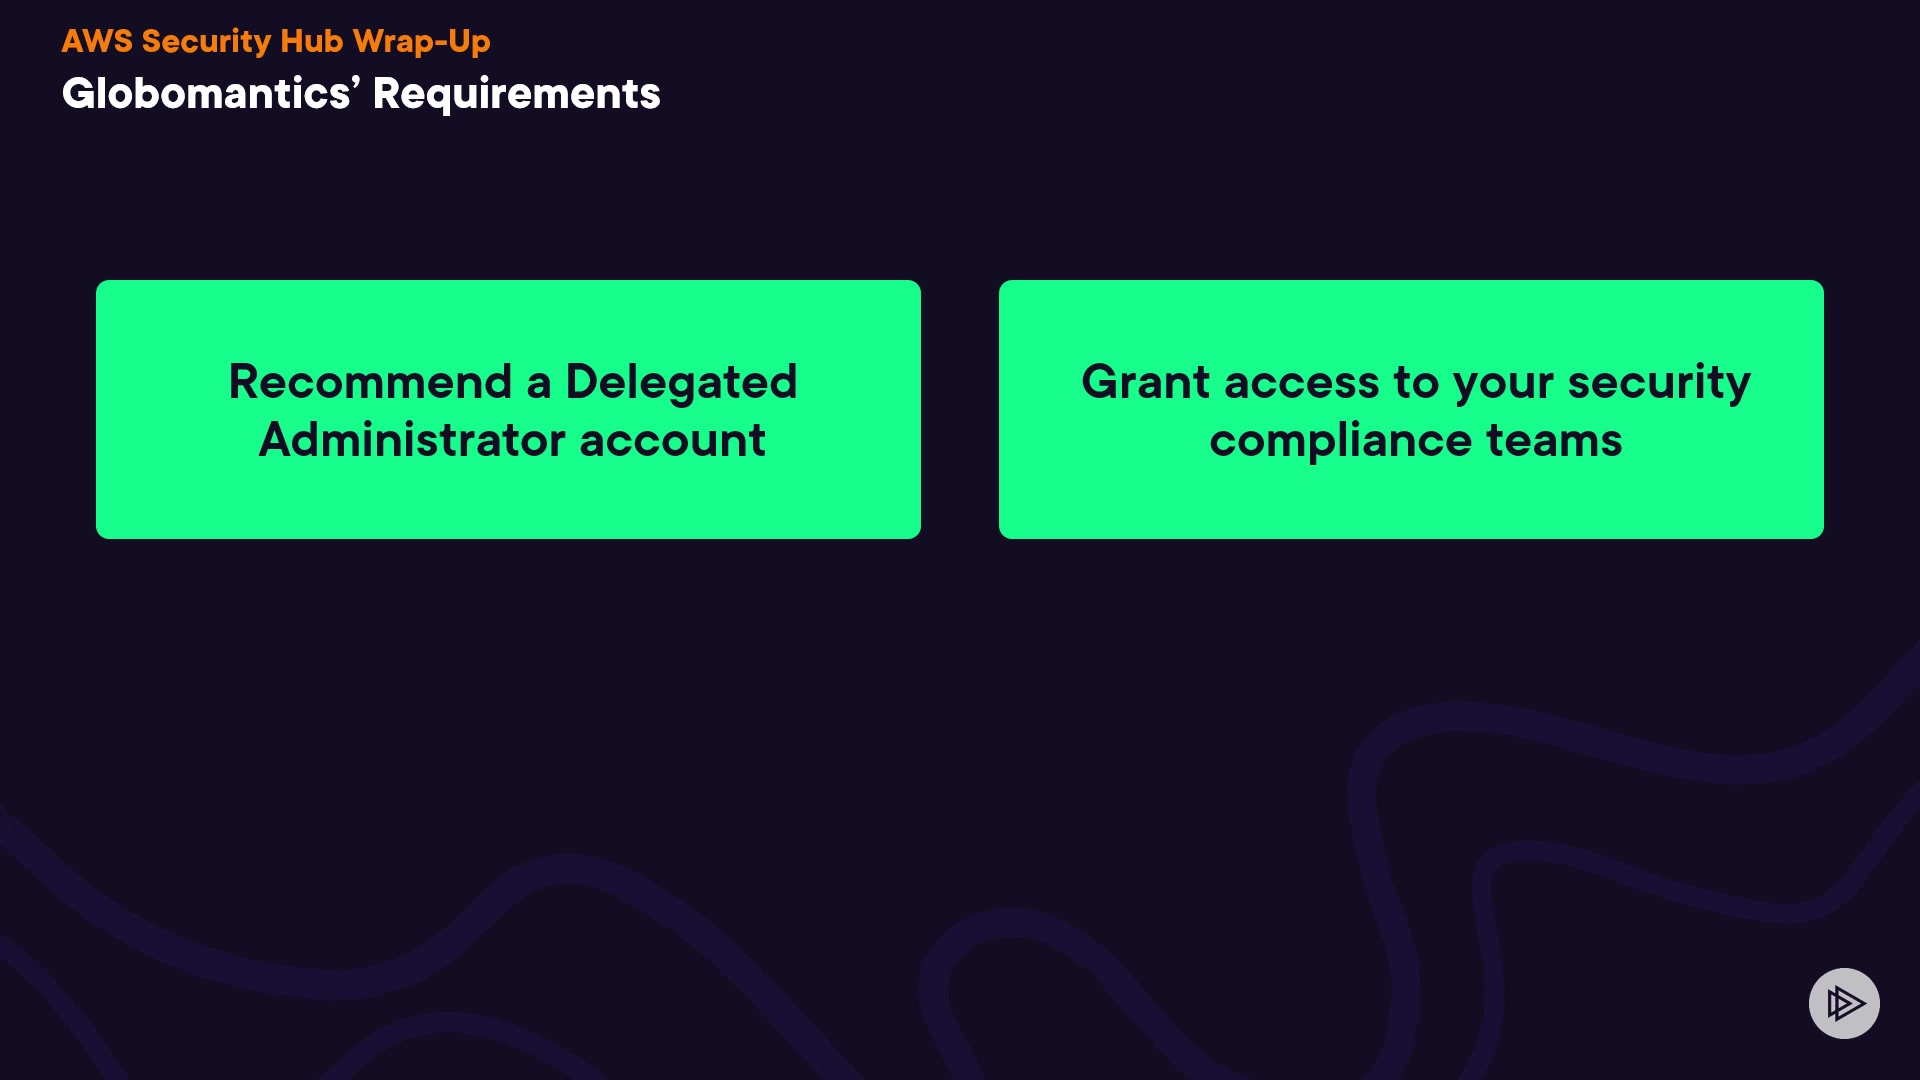 AWS Security Hub Wrap-Up
Globomantics’ Requirements
Recommend a Delegated
Administrator account
Grant access to your security
compliance teams